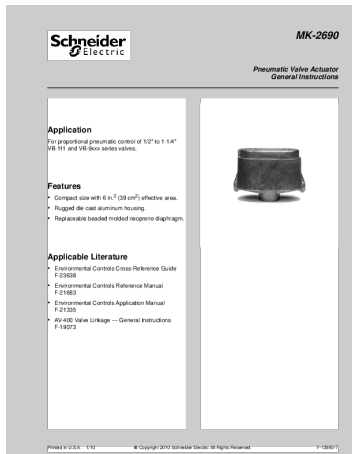 Schneider
Electric
MK-2690
Pneumatic Valve Actuator
General Instructions
Application
For proportional pneumatic control of 1/2" to 1-1/4"
VB-111 and VB-9xxx series valves.
Features
• Compact size with 6 in.² (39 cm²) effective area.
• Rugged die cast aluminum housing.
• Replaceable beaded molded neoprene diaphragm.
Applicable Literature
• Environmental Controls Cross-Reference Guide
F-23638
• Environmental Controls Reference Manual
F-21683
• Environmental Controls Application Manual
F-21335
• AV-400 Valve Linkage — General Instructions
F-19073
Printed in U.S.A. 1/10
© Copyright 2010 Schneider Electric All Rights Reserved.